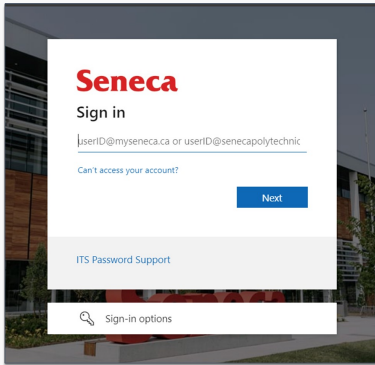 Seneca
Sign in
userID@myseneca.ca or userID@senecapolytechnic
Can't access your account?
Next
ITS Password Support
Sign-in options